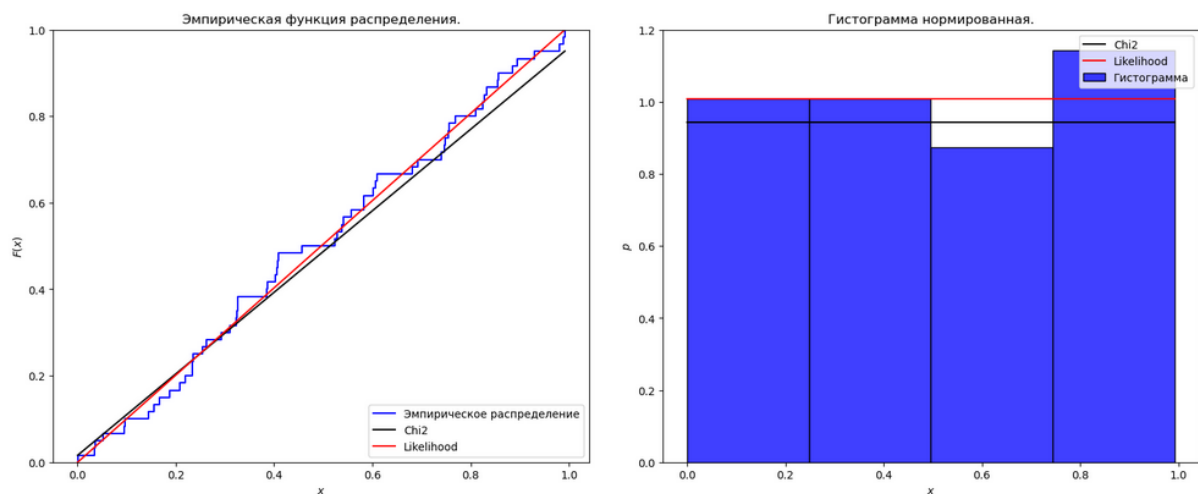 Эмпирическая функция распределения.
1.0
0.8
0.6
0.4
0.2
0.0
F(x)
0.0 0.2 0.4 0.6 0.8 1.0
x
Эмпирическое распределение
Chi2
Likelihood
Гистограмма нормированная.
1.2
1.0
0.8
0.6
0.4
0.2
0.0
p
0.0 0.2 0.4 0.6 0.8 1.0
x
Chi2
Likelihood
Гистограмма